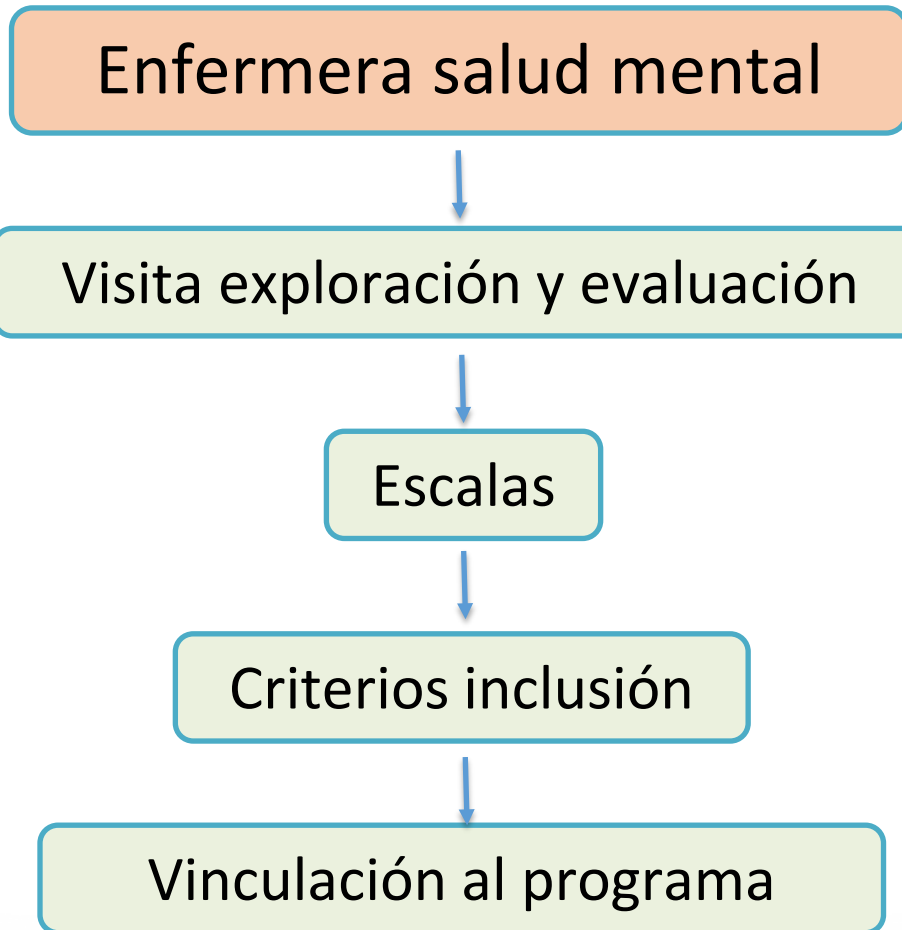 Enfermera salud mental
Visita exploración y evaluación
Escalas
Criterios inclusión
Vinculación al programa